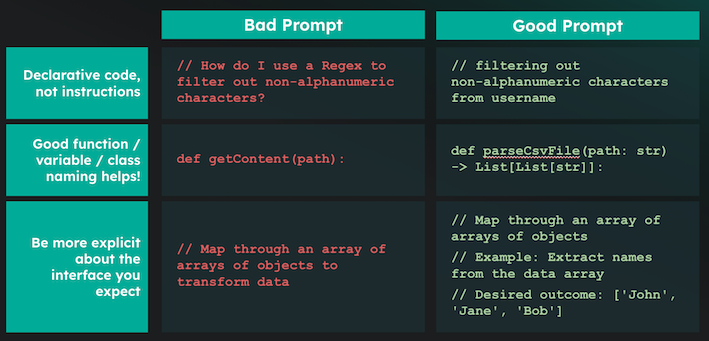 Bad Prompt
Good Prompt
Declarative code,
not instructions
// How do I use a Regex to
filter out non-alphanumeric
characters?
// filtering out
non-alphanumeric characters
from username
Good function /
variable / class
naming helps!
def getContent(path):
def parseCsvFile(path: str)
-> List[List[str]]:
Be more explicit
about the
interface you
expect
// Map through an array of
arrays of objects to
transform data
// Map through an array of
arrays of objects
// Example: Extract names
from the data array
// Desired outcome: ['John',
'Jane', 'Bob']